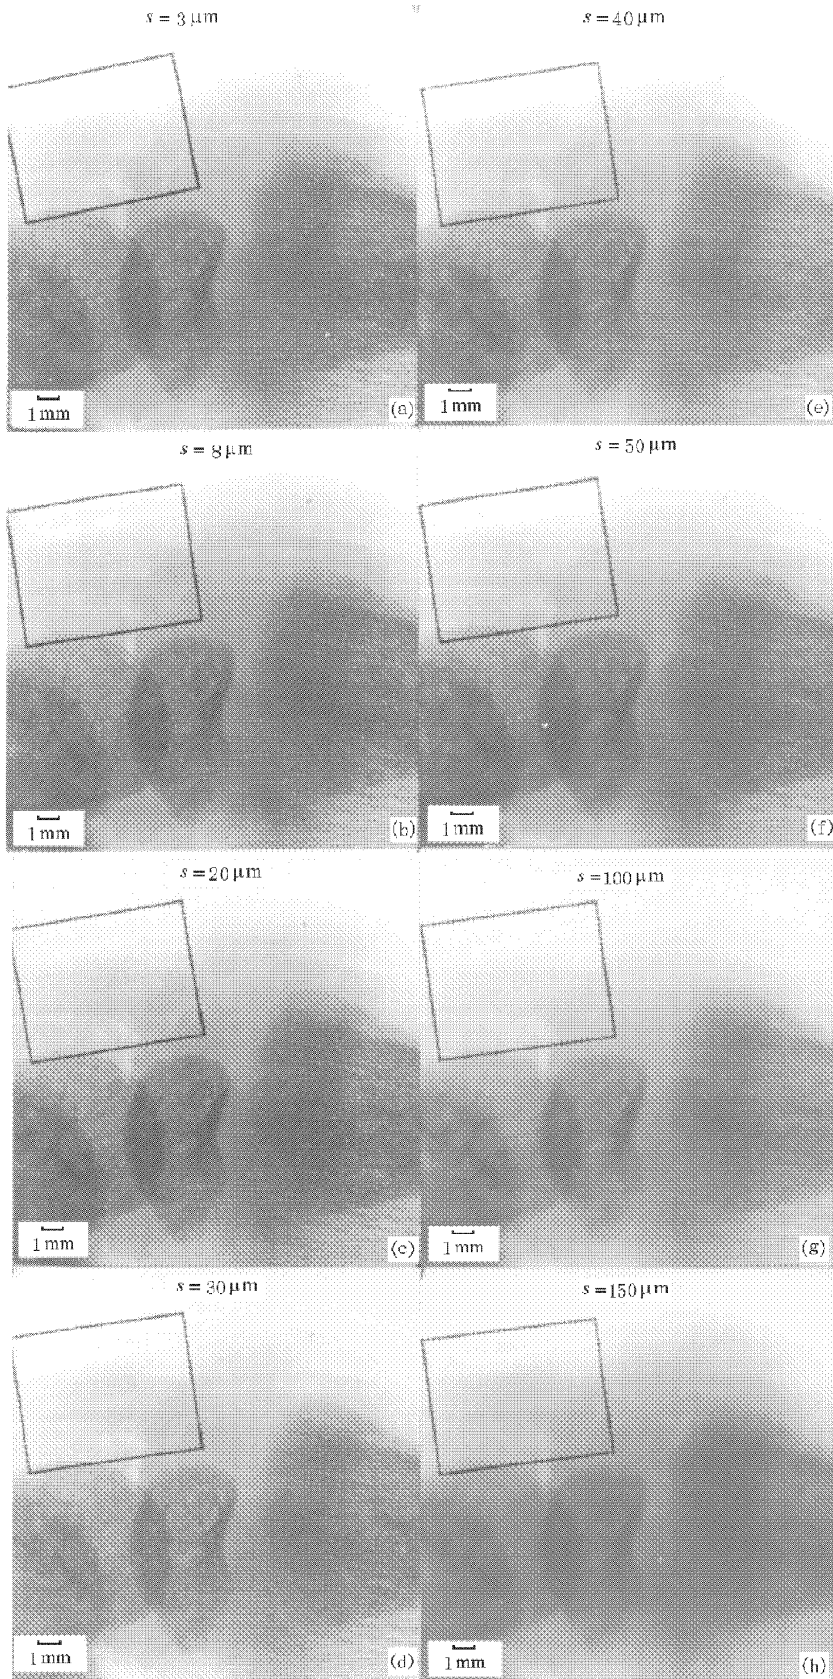 s = 3 μm
1 mm
(a)
s = 40 μm
1 mm
(e)
s = 8 μm
1 mm
(b)
s = 50 μm
1 mm
(f)
s = 20 μm
1 mm
(c)
s = 100 μm
1 mm
(g)
s = 30 μm
1 mm
(d)
s = 150 μm
1 mm
(h)